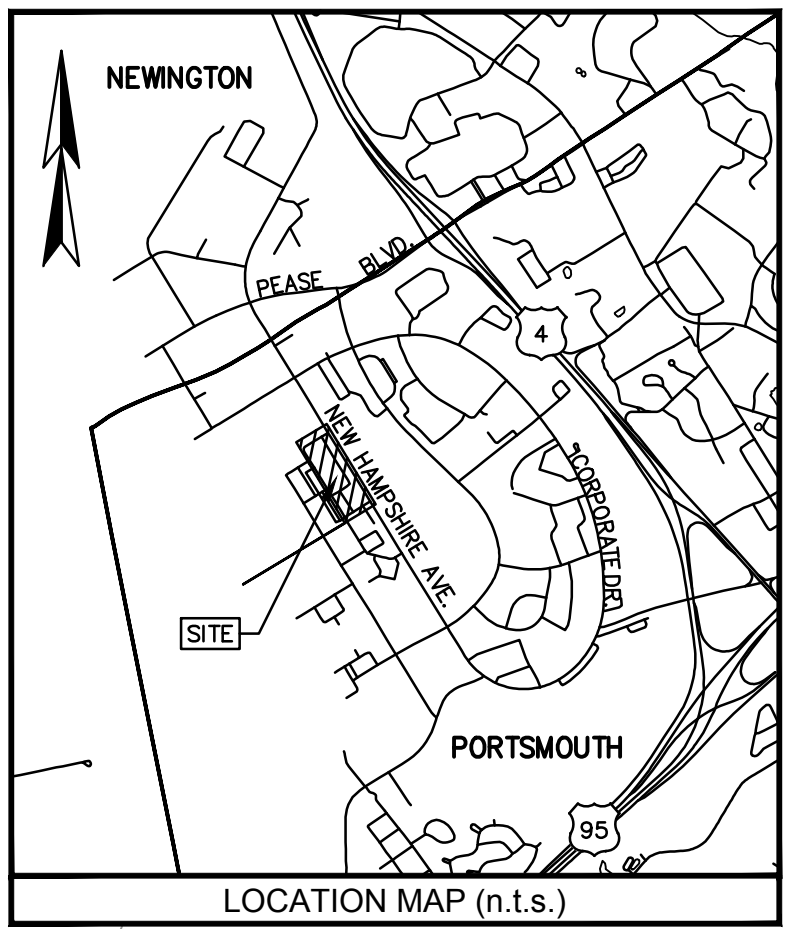 NEWINGTON
PEASE BLVD.
4
NEW HAMPSHIRE AVE.
CORPORATE DR.
SITE
PORTSMOUTH
95
LOCATION MAP (n.t.s.)